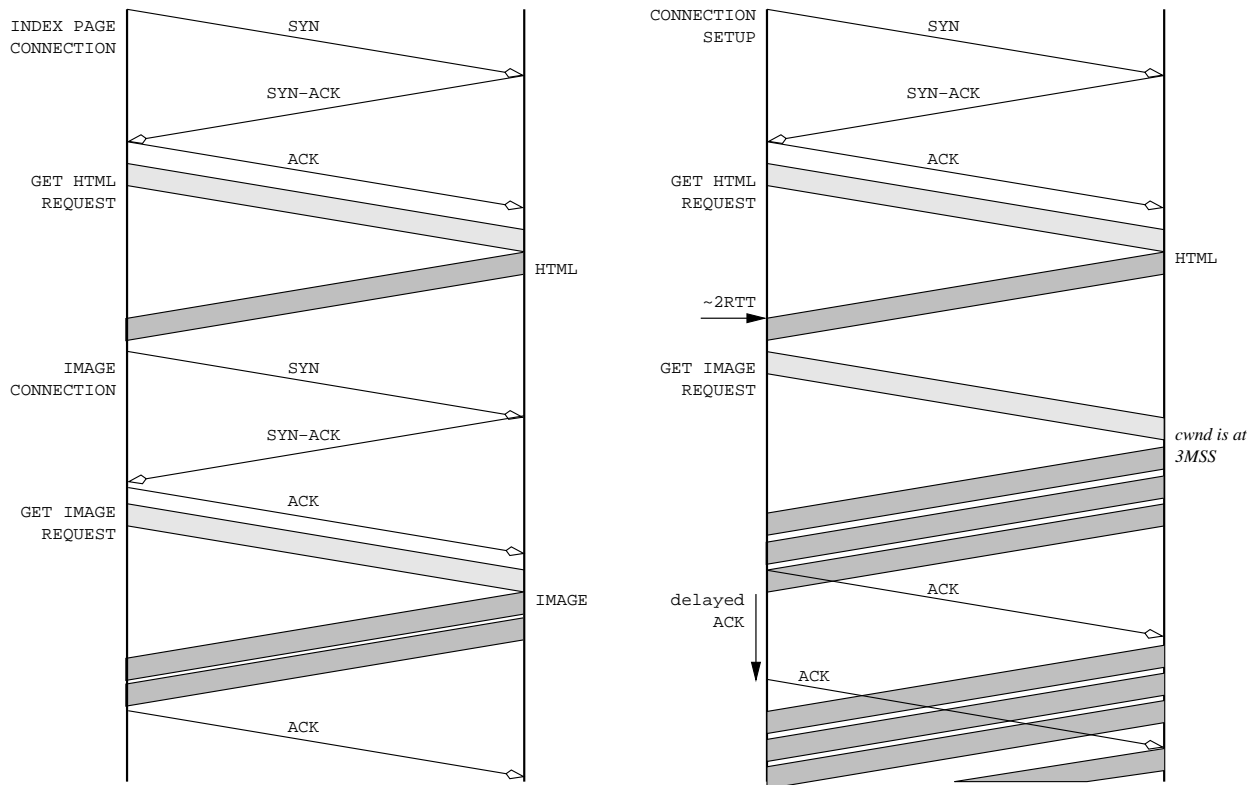 INDEX PAGE
CONNECTION
SYN
SYN-ACK
ACK
GET HTML
REQUEST
HTML
IMAGE
CONNECTION
SYN
SYN-ACK
ACK
GET IMAGE
REQUEST
IMAGE
ACK
CONNECTION
SETUP
SYN
SYN-ACK
ACK
GET HTML
REQUEST
HTML
~2RTT
GET IMAGE
REQUEST
cwnd is at
3MSS
ACK
delayed
ACK
ACK